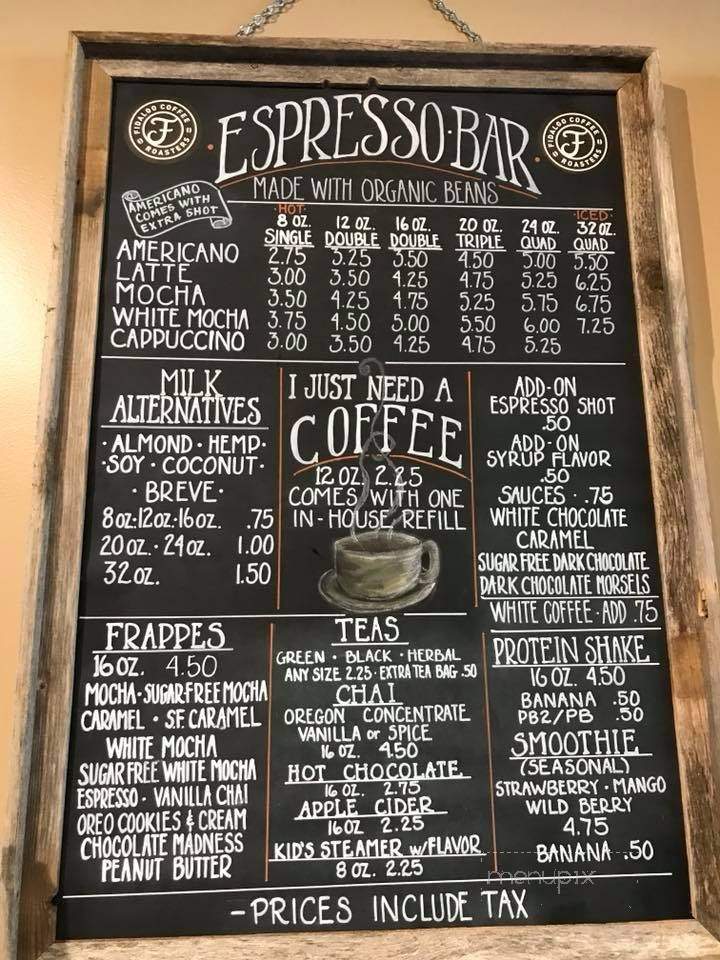 FIDALGO COFFEE
F
ROASTERS
ESPRESSO·BAR
FIDALGO COFFEE
F
ROASTERS
MADE WITH ORGANIC BEANS
AMERICANO
COMES WITH
EXTRA SHOT
·HOT· ·ICED·
8 OZ. 12 OZ. 16 OZ. 20 OZ. 24 OZ. 32 OZ.
SINGLE DOUBLE DOUBLE TRIPLE QUAD QUAD
AMERICANO 2.75 3.25 3.50 4.50 5.00 5.50
LATTE 3.00 3.50 4.25 4.75 5.25 6.25
MOCHA 3.50 4.25 4.75 5.25 5.75 6.75
WHITE MOCHA 3.75 4.50 5.00 5.50 6.00 7.25
CAPPUCCINO 3.00 3.50 4.25 4.75 5.25
MILK
ALTERNATIVES
·ALMOND·HEMP·
·SOY·COCONUT·
·BREVE·
8oz·12oz·16oz. .75
20oz.·24oz. 1.00
32oz. 1.50
I JUST NEED A
COFFEE
12 OZ. 2.25
COMES WITH ONE
IN-HOUSE REFILL
ADD-ON
ESPRESSO SHOT
.50
ADD-ON
SYRUP FLAVOR
.50
SAUCES · .75
WHITE CHOCOLATE
CARAMEL
SUGAR FREE DARK CHOCOLATE
DARK CHOCOLATE MORSELS
WHITE COFFEE·ADD .75
FRAPPES
16 OZ. 4.50
MOCHA·SUGAR FREE MOCHA
CARAMEL · SF CARAMEL
WHITE MOCHA
SUGAR FREE WHITE MOCHA
ESPRESSO· VANILLA CHAI
OREO COOKIES & CREAM
CHOCOLATE MADNESS
PEANUT BUTTER
TEAS
GREEN · BLACK · HERBAL
ANY SIZE 2.25·EXTRA TEA BAG .50
CHAI
OREGON CONCENTRATE
VANILLA or SPICE
16 OZ. 4.50
HOT CHOCOLATE
16 OZ. 2.75
APPLE CIDER
16 OZ 2.25
KID'S STEAMER w/FLAVOR
8 OZ. 2.25
PROTEIN SHAKE
16 OZ. 4.50
BANANA .50
PB2/PB .50
SMOOTHIE
(SEASONAL)
STRAWBERRY·MANGO
WILD BERRY
4.75
BANANA .50
menupix
-PRICES INCLUDE TAX